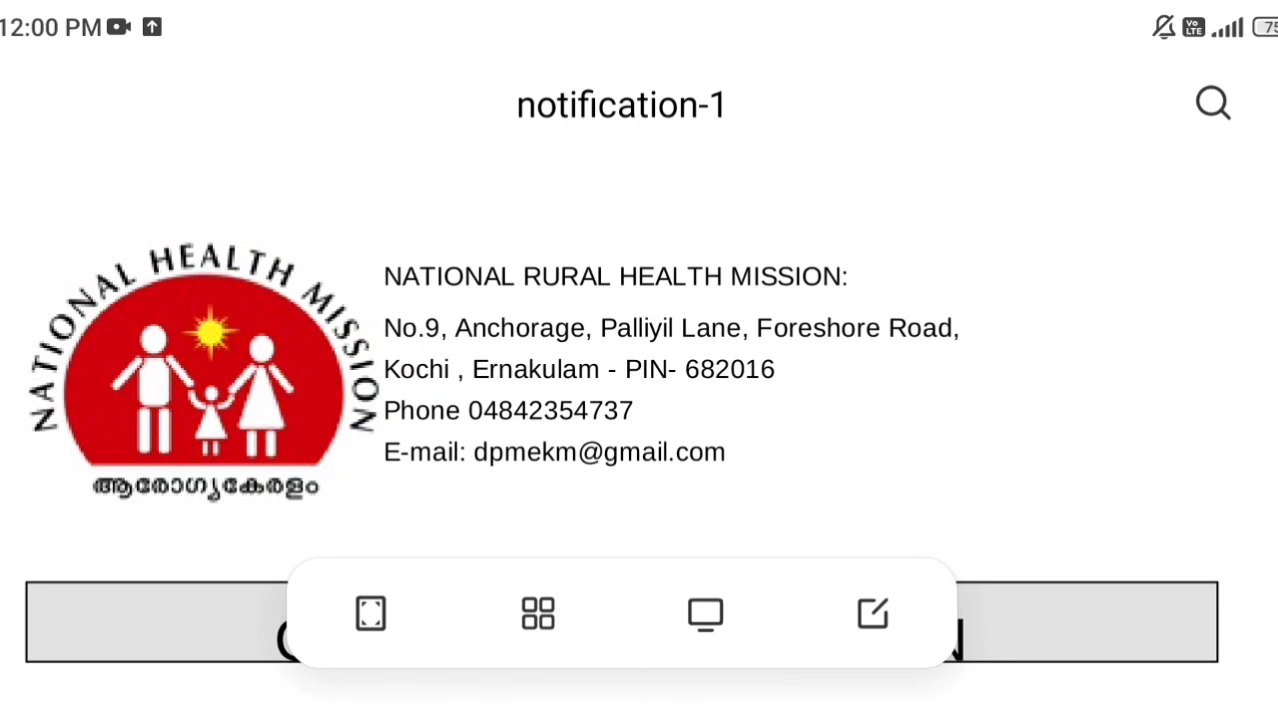 12:00 PM
75
notification-1
NATIONAL HEALTH MISSION
ആരോഗ്യകേരളം
NATIONAL RURAL HEALTH MISSION:
No.9, Anchorage, Palliyil Lane, Foreshore Road,
Kochi , Ernakulam - PIN- 682016
Phone 04842354737
E-mail: dpmekm@gmail.com